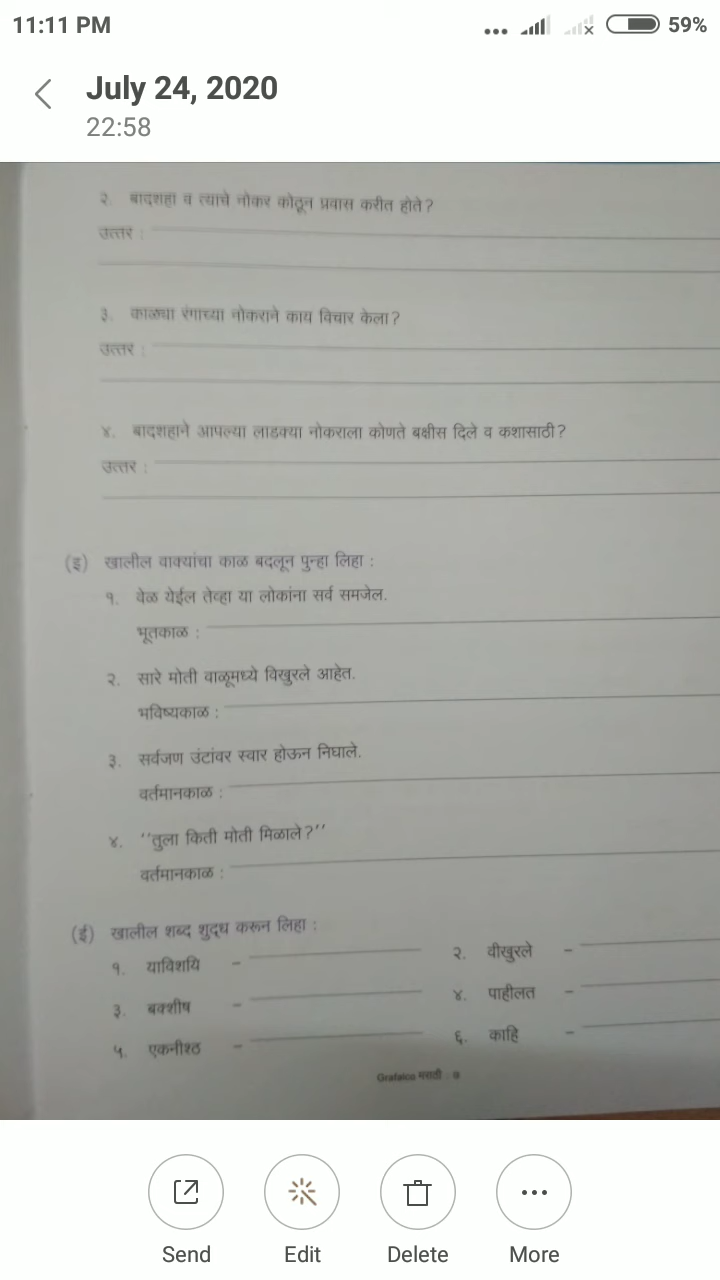 11:11 PM 59%
July 24, 2020
22:58
२. बादशहा व त्याचे नोकर कोठून प्रवास करीत होते?
उत्तर :
३. काळ्या रंगाच्या नोकराने काय विचार केला?
उत्तर :
४. बादशहाने आपल्या लाडक्या नोकराला कोणते बक्षीस दिले व कशासाठी?
उत्तर :
(इ) खालील वाक्यांचा काळ बदलून पुन्हा लिहा :
१. वेळ येईल तेव्हा या लोकांना सर्व समजेल.
भूतकाळ :
२. सारे मोती वाळूमध्ये विखुरले आहेत.
भविष्यकाळ :
३. सर्वजण उंटांवर स्वार होऊन निघाले.
वर्तमानकाळ :
४. ''तुला किती मोती मिळाले?''
वर्तमानकाळ :
(ई) खालील शब्द शुद्ध करून लिहा :
१. याविशयि – २. वीखुरले –
३. बक्शीष – ४. पाहीलत –
५. एकनीश्ठ – ६. काहि –
Grafalco मराठी
Send Edit Delete More